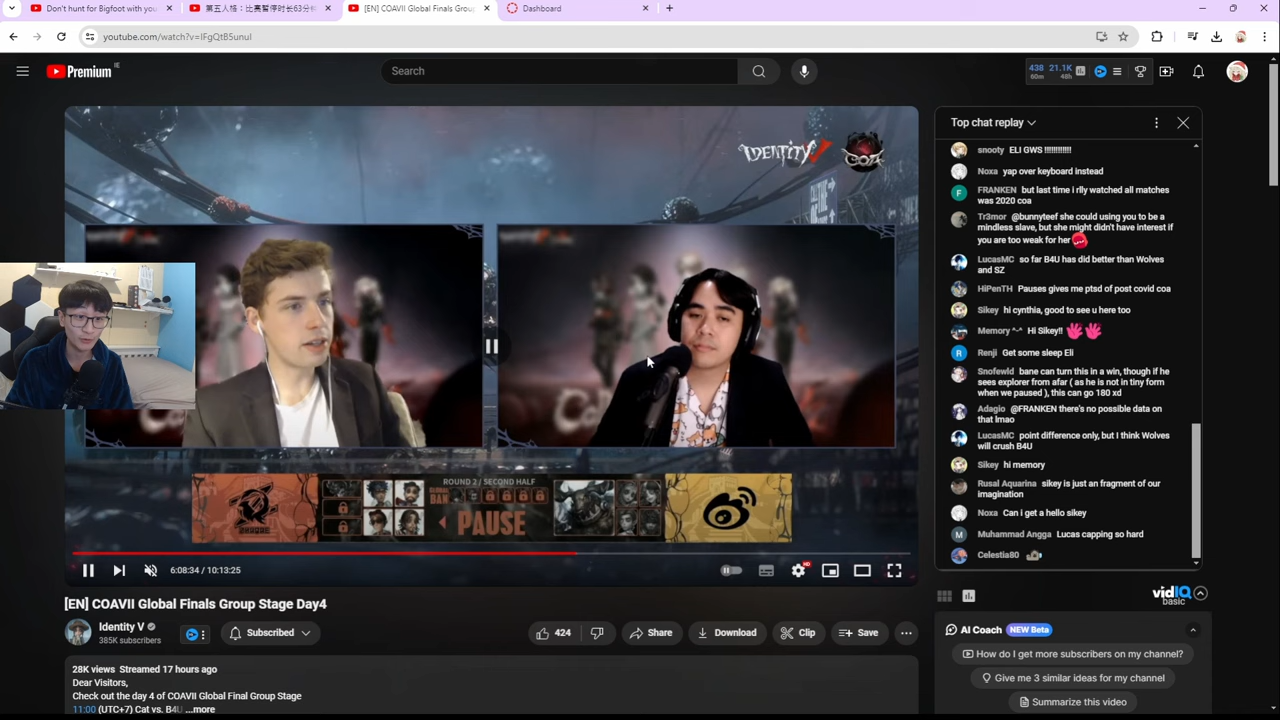 Don't hunt for Bigfoot with you
第五人格：比赛暂停时长63分钟
[EN] COAVII Global Finals Group
Dashboard
youtube.com/watch?v=IFgQtB5unuI
Premium IE
Search
438 21.1K
60m 48h
IDENTITY V
COA
Top chat replay
snooty ELI GWS !!!!!!!!!!!!!
Noxa yap over keyboard instead
FRANKEN but last time i rlly watched all matches
was 2020 coa
Tr3mor @bunnyteef she could using you to be a
mindless slave, but she might didn't have interest if
you are too weak for her
LucasMC so far B4U has did better than Wolves
and SZ
HiPenTH Pauses gives me ptsd of post covid coa
Sikey hi cynthia, good to see u here too
Memory ^-^ Hi Sikey!!
Renji Get some sleep Eli
Snofewld bane can turn this in a win, though if he
sees explorer from afar ( as he is not in tiny form
when we paused ), this can go 180 xd
Adagio @FRANKEN there's no possible data on
that lmao
LucasMC point difference only, but I think Wolves
will crush B4U
Sikey hi memory
Rusal Aquarina sikey is just an fragment of our
imagination
Noxa Can i get a hello sikey
Muhammad Angga Lucas capping so hard
Celestia80
ROUND 2 / SECOND HALF
GLOBAL
BAN
PAUSE
6:08:34 / 10:13:25
HD
[EN] COAVII Global Finals Group Stage Day4
Identity V
385K subscribers
Subscribed
424
Share
Download
Clip
Save
28K views Streamed 17 hours ago
Dear Visitors,
Check out the day 4 of COAVII Global Final Group Stage
11:00 (UTC+7) Cat vs. B4U ...more
vidIQ
basic
AI Coach NEW Beta
How do I get more subscribers on my channel?
Give me 3 similar ideas for my channel
Summarize this video